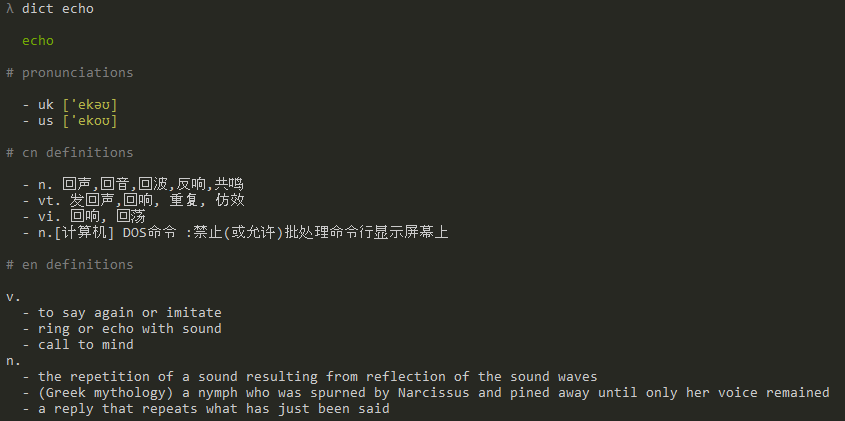 λ dict echo
echo
# pronunciations
- uk ['ekəʊ]
- us ['ekoʊ]
# cn definitions
- n. 回声,回音,回波,反响,共鸣
- vt. 发回声,回响, 重复, 仿效
- vi. 回响, 回荡
- n.[计算机] DOS命令 :禁止(或允许)批处理命令行显示屏幕上
# en definitions
v.
- to say again or imitate
- ring or echo with sound
- call to mind
n.
- the repetition of a sound resulting from reflection of the sound waves
- (Greek mythology) a nymph who was spurned by Narcissus and pined away until only her voice remained
- a reply that repeats what has just been said